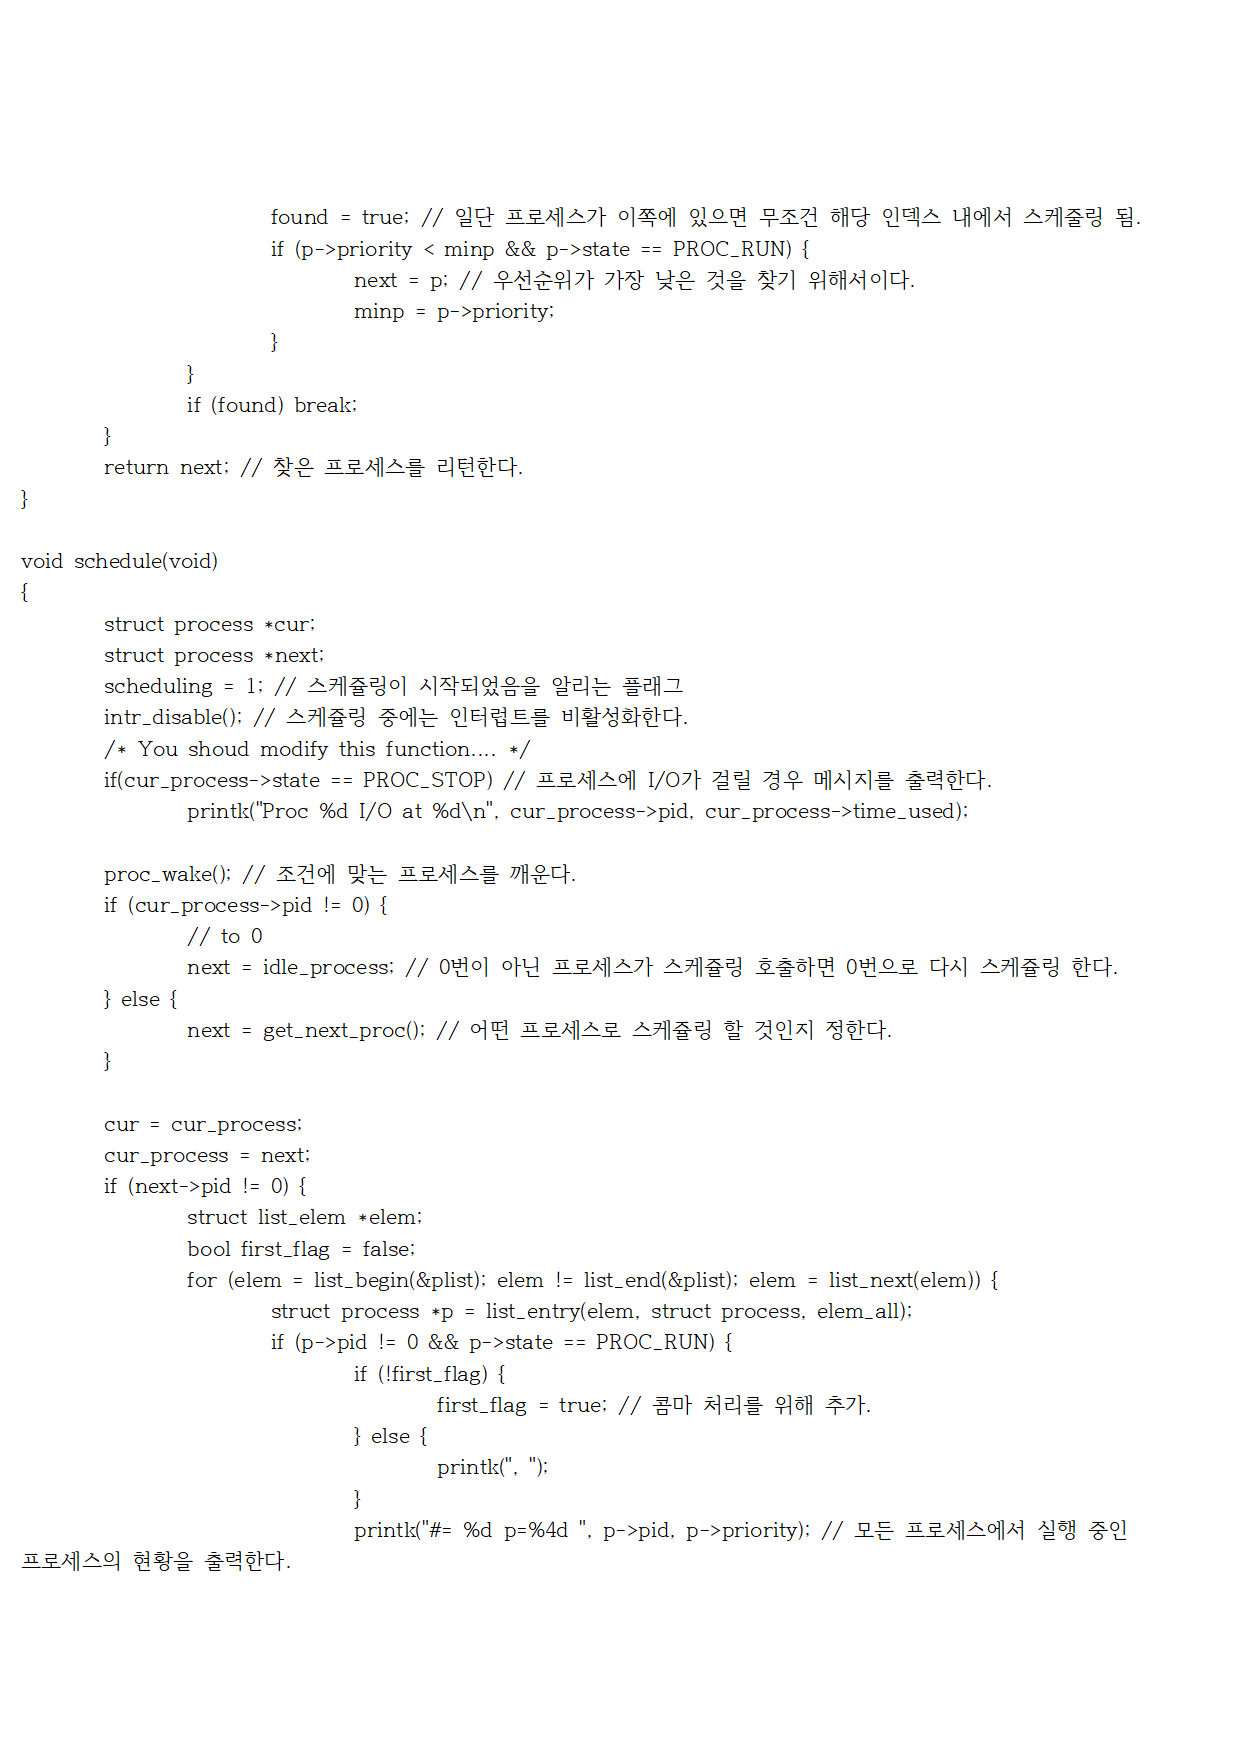 found = true; // 일단 프로세스가 이쪽에 있으면 무조건 해당 인덱스 내에서 스케줄링 됨.
if (p->priority < minp && p->state == PROC_RUN) {
next = p; // 우선순위가 가장 낮은 것을 찾기 위해서이다.
minp = p->priority;
}
}
if (found) break;
}
return next; // 찾은 프로세스를 리턴한다.
}
void schedule(void)
{
struct process *cur;
struct process *next;
scheduling = 1; // 스케쥴링이 시작되었음을 알리는 플래그
intr_disable(); // 스케쥴링 중에는 인터럽트를 비활성화한다.
/* You shoud modify this function.... */
if(cur_process->state == PROC_STOP) // 프로세스에 I/O가 걸릴 경우 메시지를 출력한다.
printk("Proc %d I/O at %d\n", cur_process->pid, cur_process->time_used);
proc_wake(); // 조건에 맞는 프로세스를 깨운다.
if (cur_process->pid != 0) {
// to 0
next = idle_process; // 0번이 아닌 프로세스가 스케쥴링 호출하면 0번으로 다시 스케쥴링 한다.
} else {
next = get_next_proc(); // 어떤 프로세스로 스케쥴링 할 것인지 정한다.
}
cur = cur_process;
cur_process = next;
if (next->pid != 0) {
struct list_elem *elem;
bool first_flag = false;
for (elem = list_begin(&plist); elem != list_end(&plist); elem = list_next(elem)) {
struct process *p = list_entry(elem, struct process, elem_all);
if (p->pid != 0 && p->state == PROC_RUN) {
if (!first_flag) {
first_flag = true; // 콤마 처리를 위해 추가.
} else {
printk(", ");
}
printk("#= %d p=%4d ", p->pid, p->priority); // 모든 프로세스에서 실행 중인
프로세스의 현황을 출력한다.